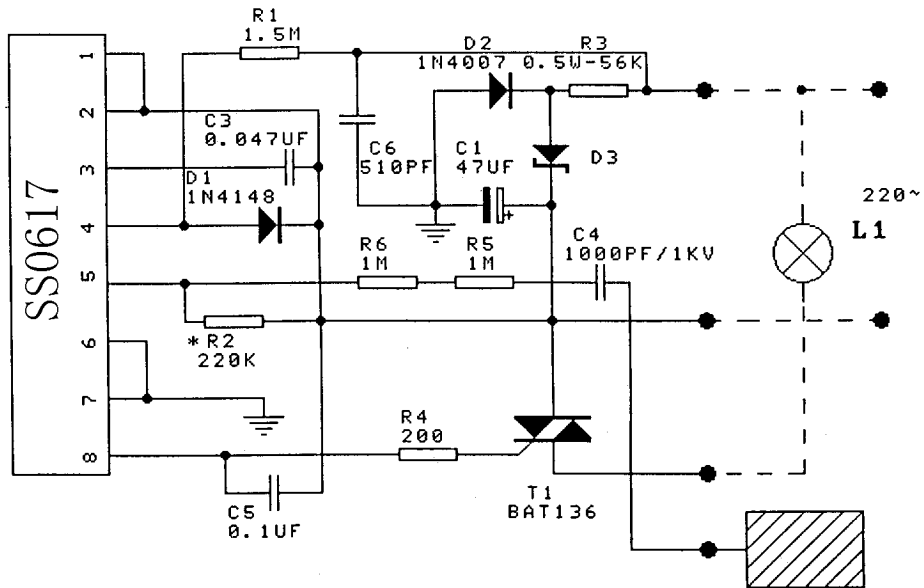 R1
1.5M
D2
R3
1N4007 0.5W-56K
1
2
C3
0.047UF
C6
510PF
C1
47UF
+
D3
3
D1
1N4148
220~
L1
4
R6
1M
R5
1M
C4
1000PF/1KV
SS0617
5
*R2
220K
6
7
R4
200
8
C5
0.1UF
T1
BAT136